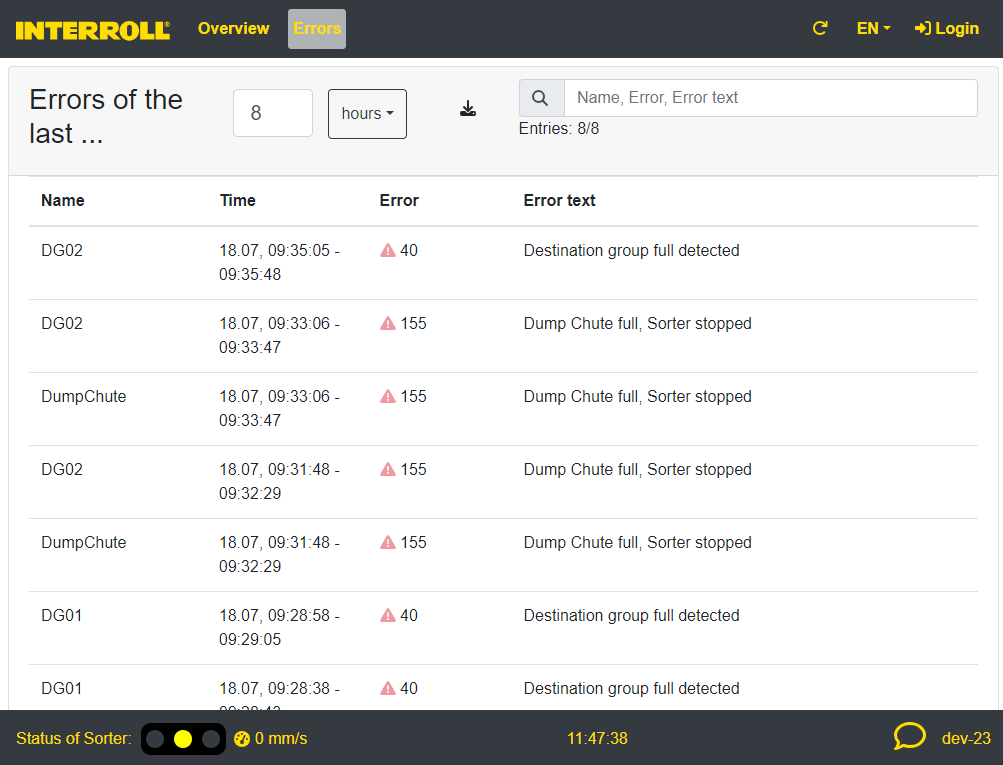 INTERROLL® Overview Errors EN Login
Errors of the
last ...
8
hours
Name, Error, Error text
Entries: 8/8
Name Time Error Error text
DG02 18.07, 09:35:05 - 40 Destination group full detected
09:35:48
DG02 18.07, 09:33:06 - 155 Dump Chute full, Sorter stopped
09:33:47
DumpChute 18.07, 09:33:06 - 155 Dump Chute full, Sorter stopped
09:33:47
DG02 18.07, 09:31:48 - 155 Dump Chute full, Sorter stopped
09:32:29
DumpChute 18.07, 09:31:48 - 155 Dump Chute full, Sorter stopped
09:32:29
DG01 18.07, 09:28:58 - 40 Destination group full detected
09:29:05
DG01 18.07, 09:28:38 - 40 Destination group full detected
Status of Sorter: 0 mm/s 11:47:38 dev-23